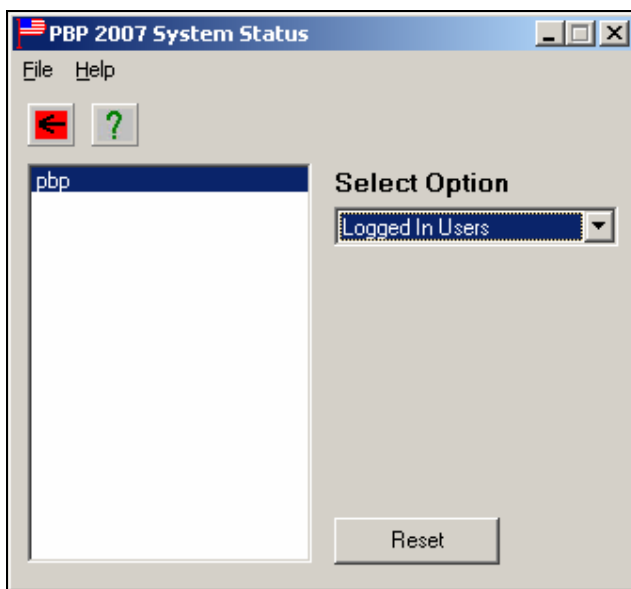 PBP 2007 System Status
File Help
?
pbp
Select Option
Logged In Users
Reset